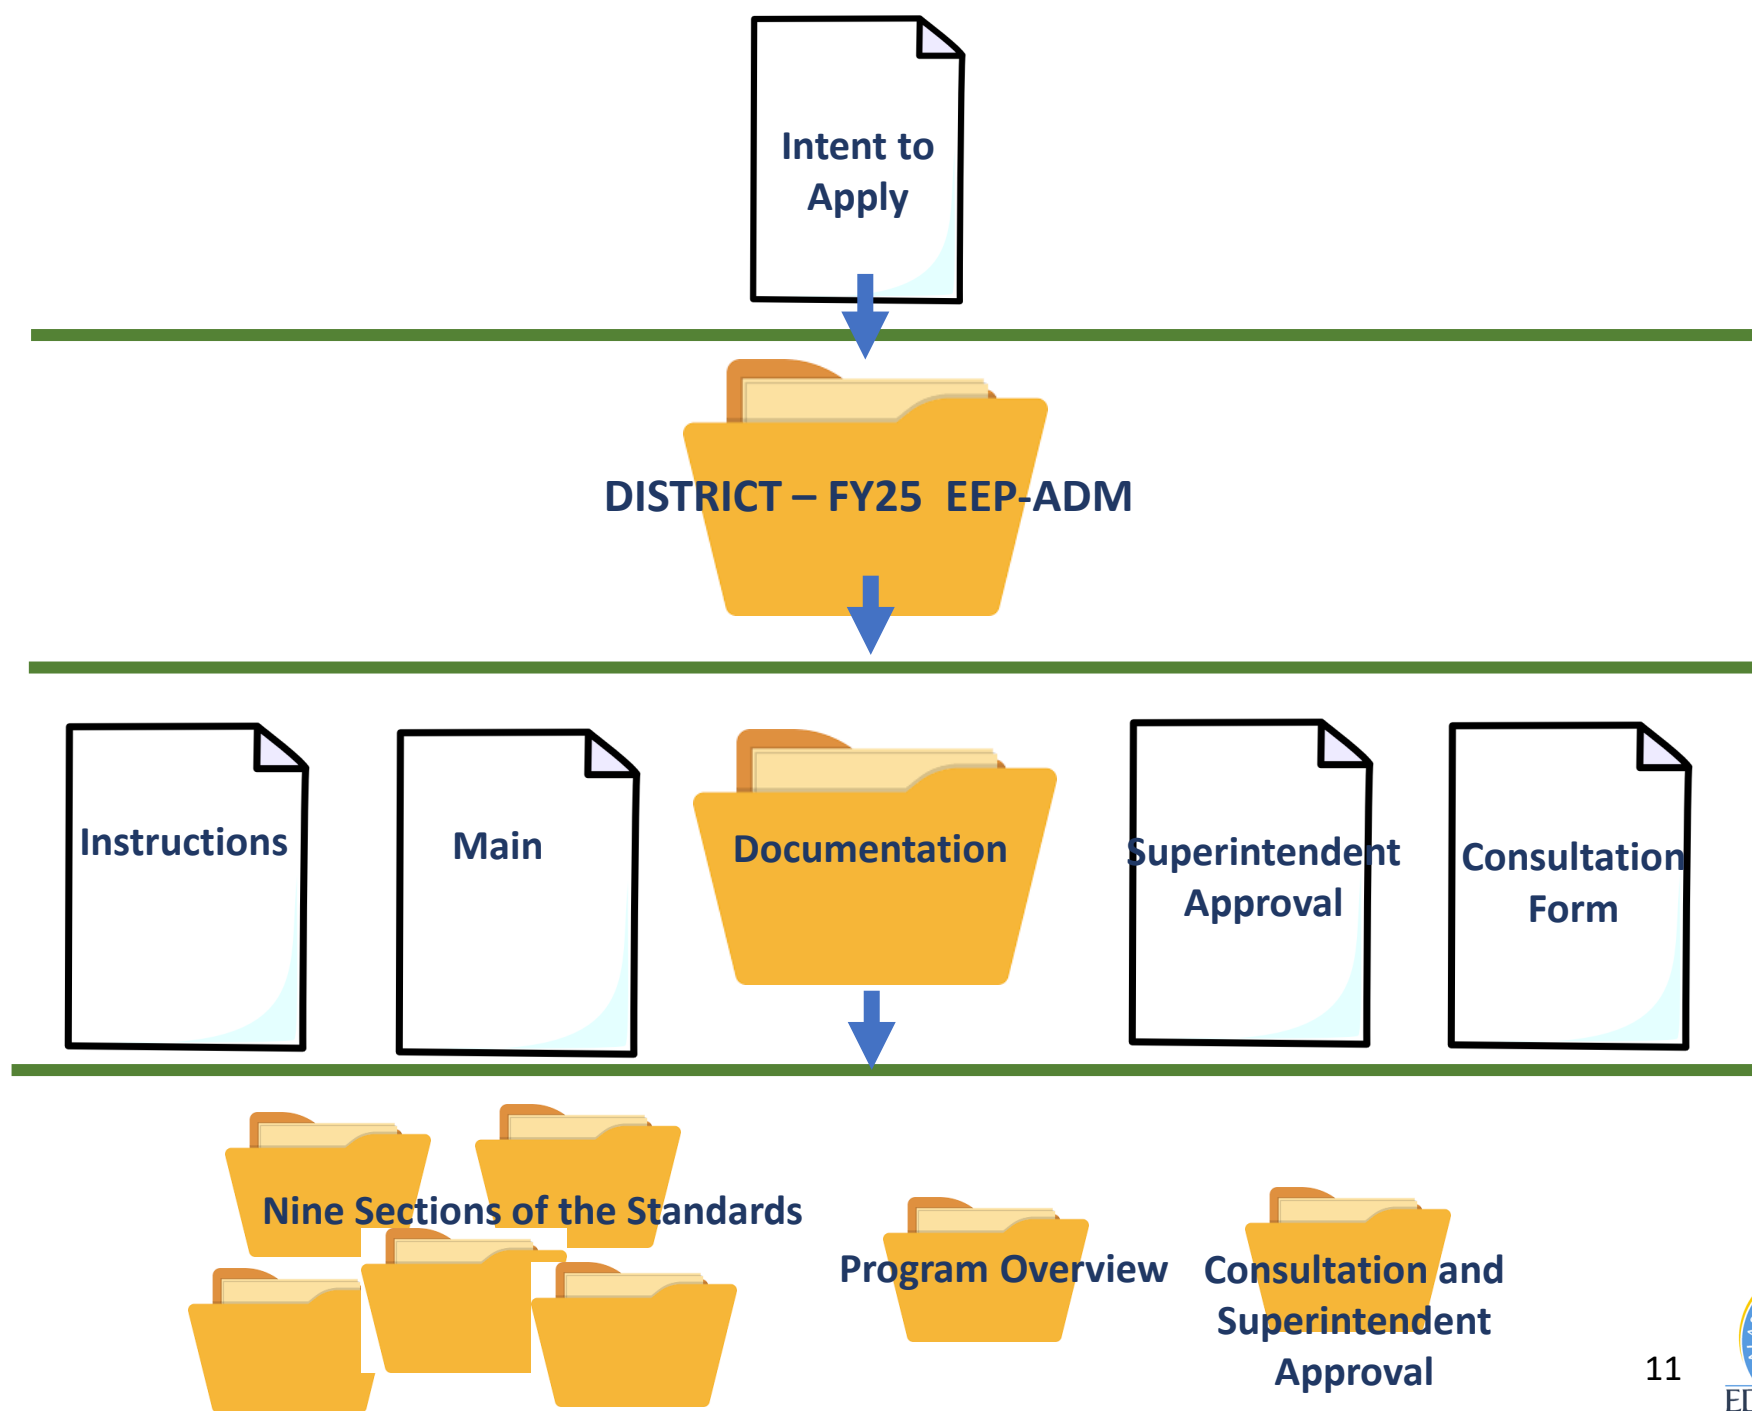 Intent to
Apply
DISTRICT – FY25 EEP-ADM
Instructions
Main
Documentation
Superintendent
Approval
Consultation
Form
Nine Sections of the Standards
Program Overview
Consultation and
Superintendent
Approval
11